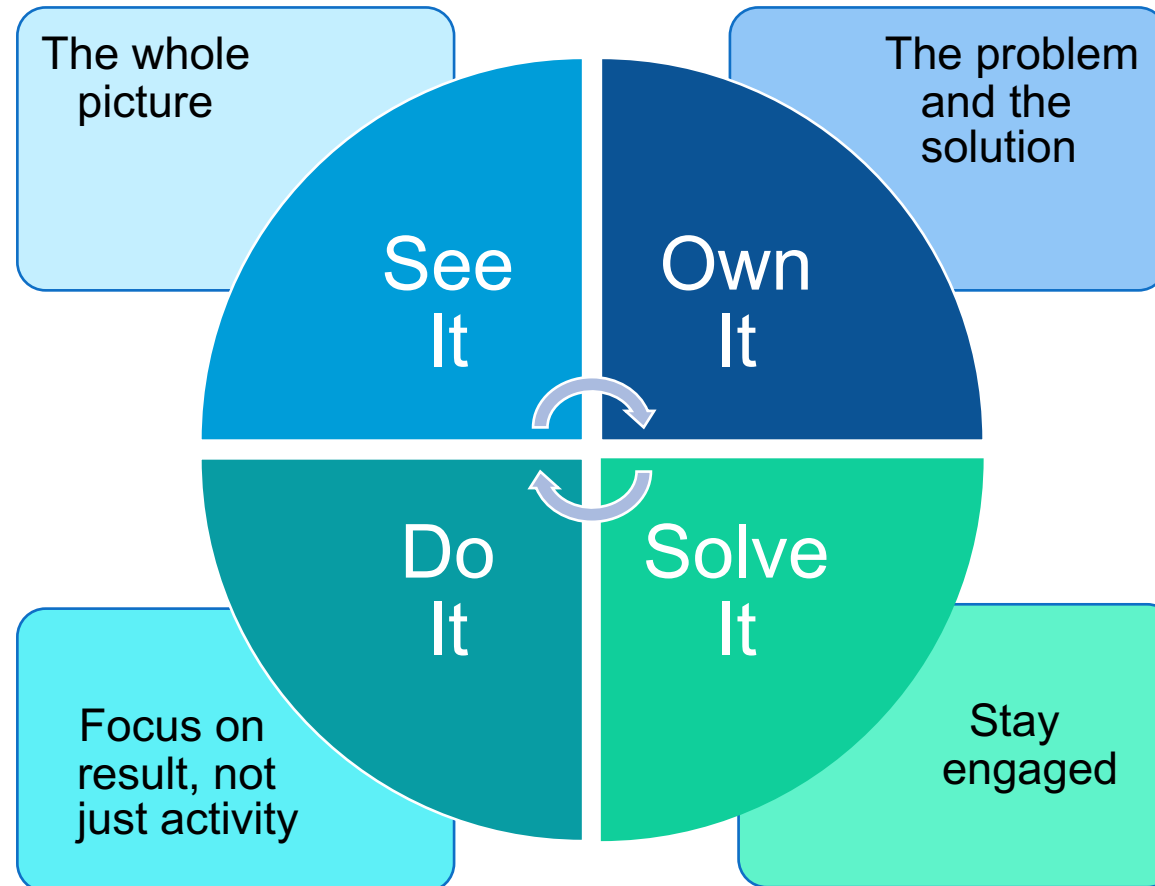 The whole
picture
The problem
and the
solution
See
It
Own
It
Do
It
Solve
It
Focus on
result, not
just activity
Stay
engaged